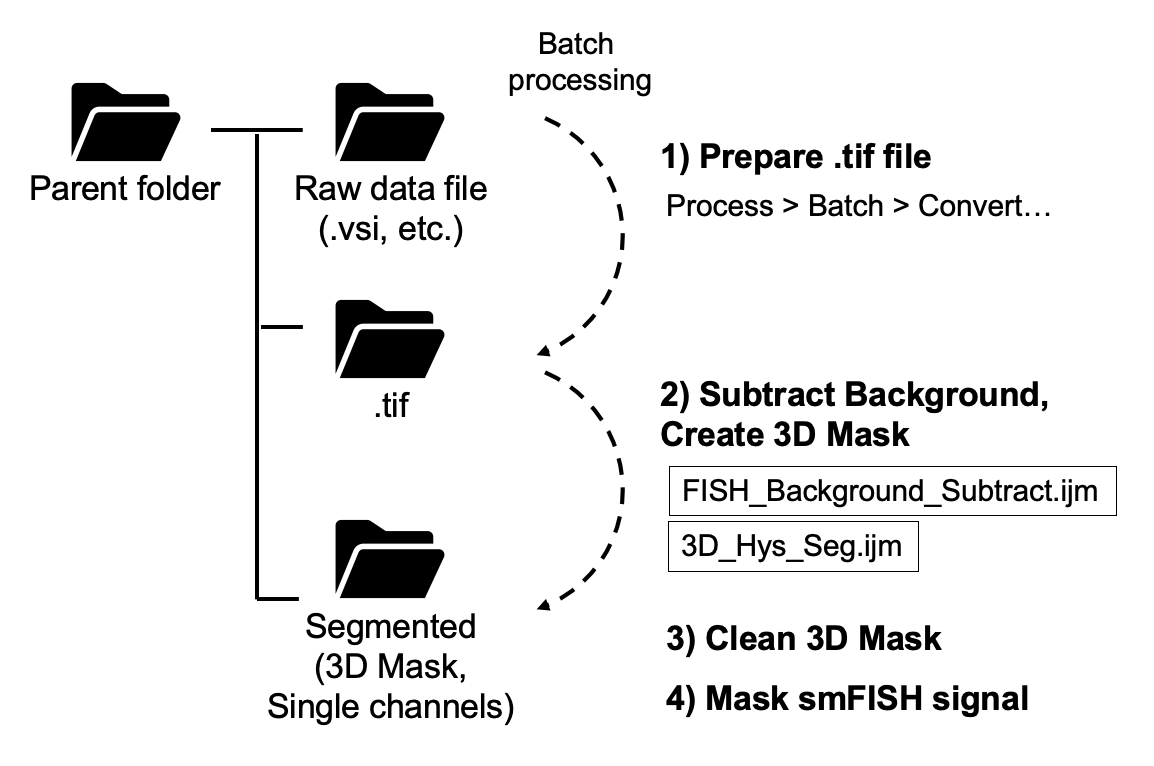 Batch
processing
Parent folder
Raw data file
(.vsi, etc.)
1) Prepare .tif file
Process > Batch > Convert…
.tif
2) Subtract Background,
Create 3D Mask
FISH_Background_Subtract.ijm
3D_Hys_Seg.ijm
Segmented
(3D Mask,
Single channels)
3) Clean 3D Mask
4) Mask smFISH signal